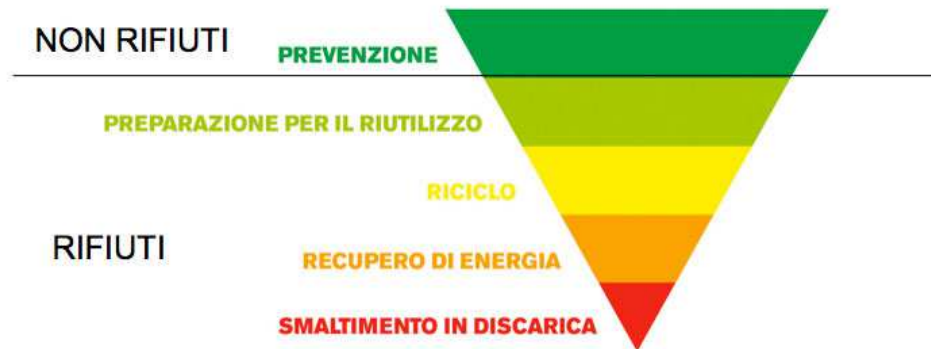 NON RIFIUTI
PREVENZIONE
PREPARAZIONE PER IL RIUTILIZZO
RICICLO
RIFIUTI
RECUPERO DI ENERGIA
SMALTIMENTO IN DISCARICA